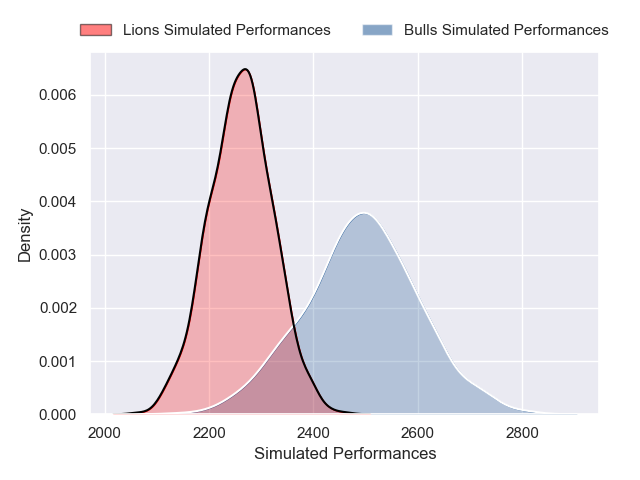 Lions Simulated Performances
Bulls Simulated Performances
0.006
0.005
0.004
0.003
0.002
0.001
0.000
Density
2000 2200 2400 2600 2800
Simulated Performances